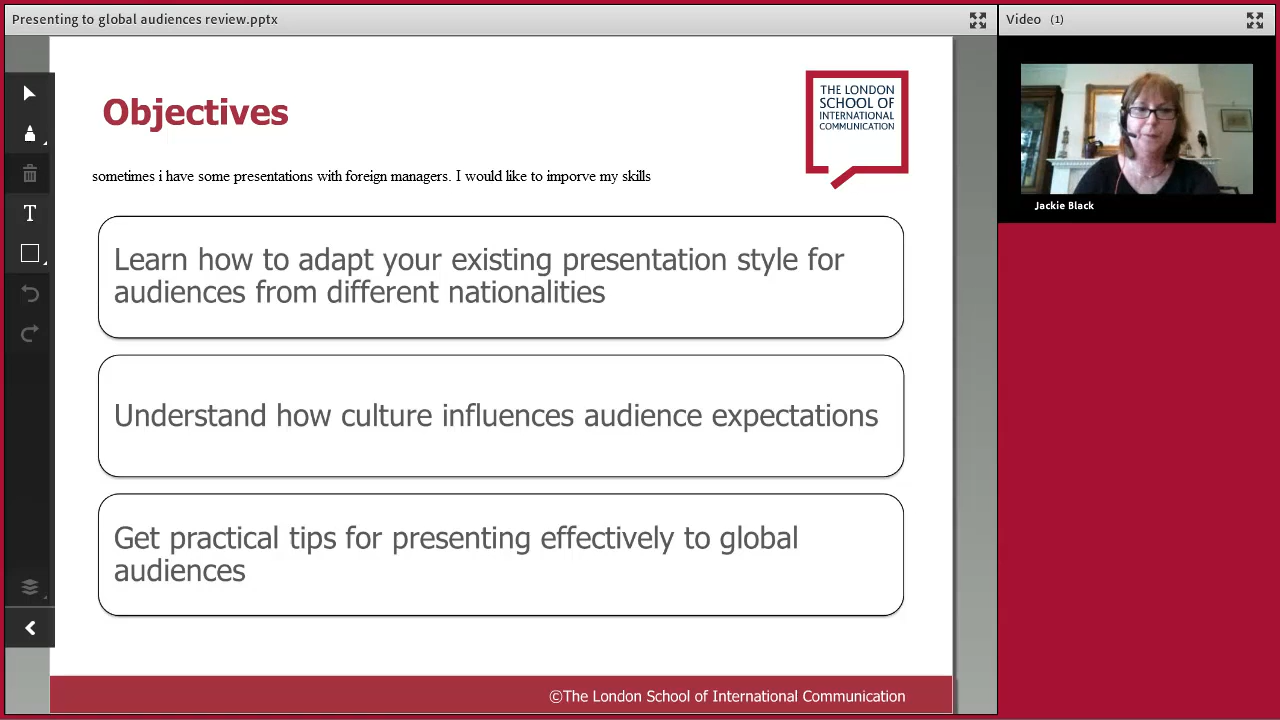 Presenting to global audiences review.pptx
Video (1)
Objectives
THE LONDON
SCHOOL OF
INTERNATIONAL
COMMUNICATION
sometimes i have some presentations with foreign managers. I would like to imporve my skills
Jackie Black
T
Learn how to adapt your existing presentation style for
audiences from different nationalities
Understand how culture influences audience expectations
Get practical tips for presenting effectively to global
audiences
©The London School of International Communication